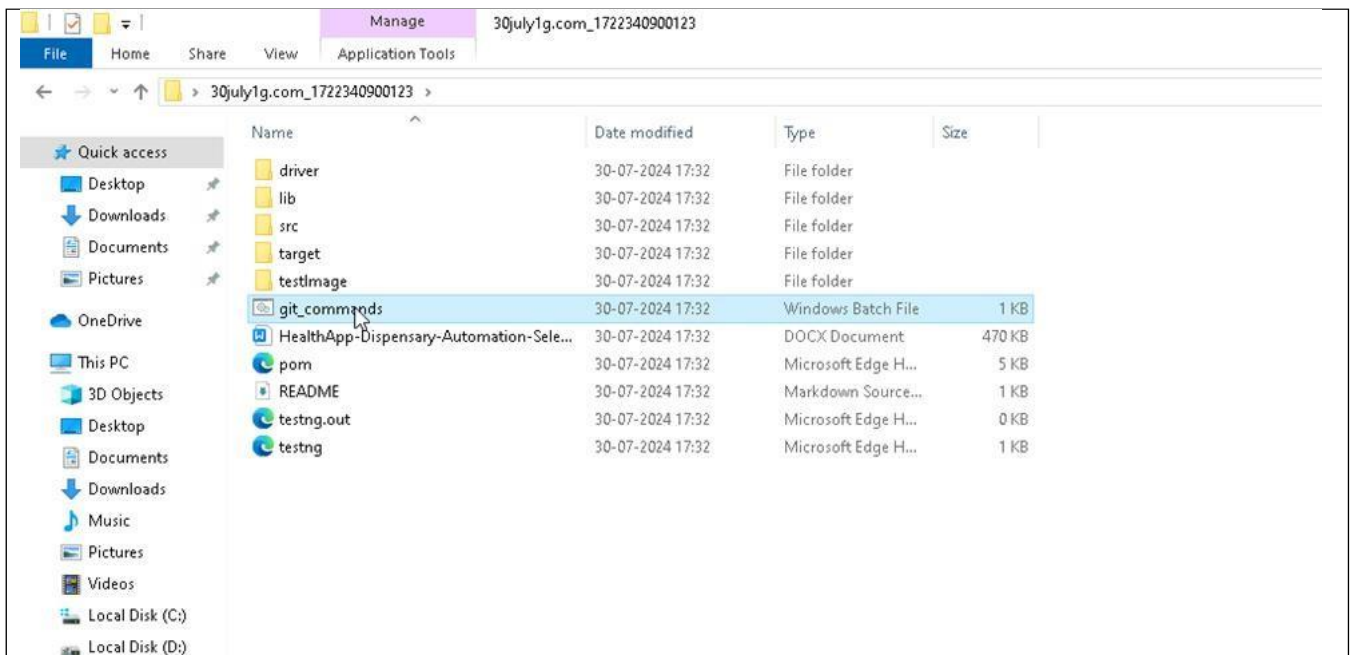 Manage 30july1g.com_1722340900123
File Home Share View Application Tools
30july1g.com_1722340900123
Name Date modified Type Size
Quick access
Desktop
Downloads
Documents
Pictures
OneDrive
This PC
3D Objects
Desktop
Documents
Downloads
Music
Pictures
Videos
Local Disk (C:)
Local Disk (D:)
driver 30-07-2024 17:32 File folder
lib 30-07-2024 17:32 File folder
src 30-07-2024 17:32 File folder
target 30-07-2024 17:32 File folder
testImage 30-07-2024 17:32 File folder
git_commands 30-07-2024 17:32 Windows Batch File 1 KB
HealthApp-Dispensary-Automation-Sele... 30-07-2024 17:32 DOCX Document 470 KB
pom 30-07-2024 17:32 Microsoft Edge H... 5 KB
README 30-07-2024 17:32 Markdown Source... 1 KB
testng.out 30-07-2024 17:32 Microsoft Edge H... 0 KB
testng 30-07-2024 17:32 Microsoft Edge H... 1 KB